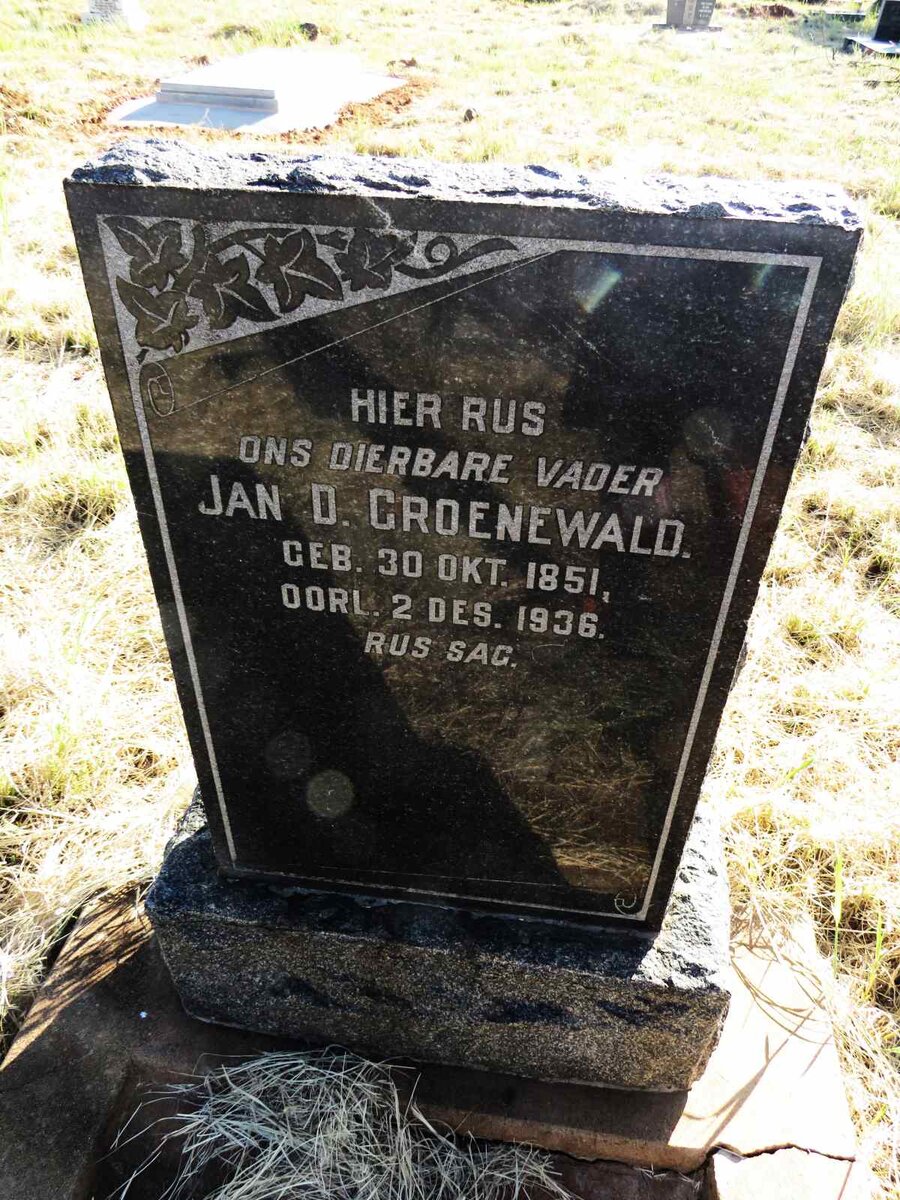 HIER RUS
ONS DIERBARE VADER
JAN D. GROENEWALD.
GEB. 30 OKT. 1851,
OORL. 2 DES. 1936.
RUS SAG.